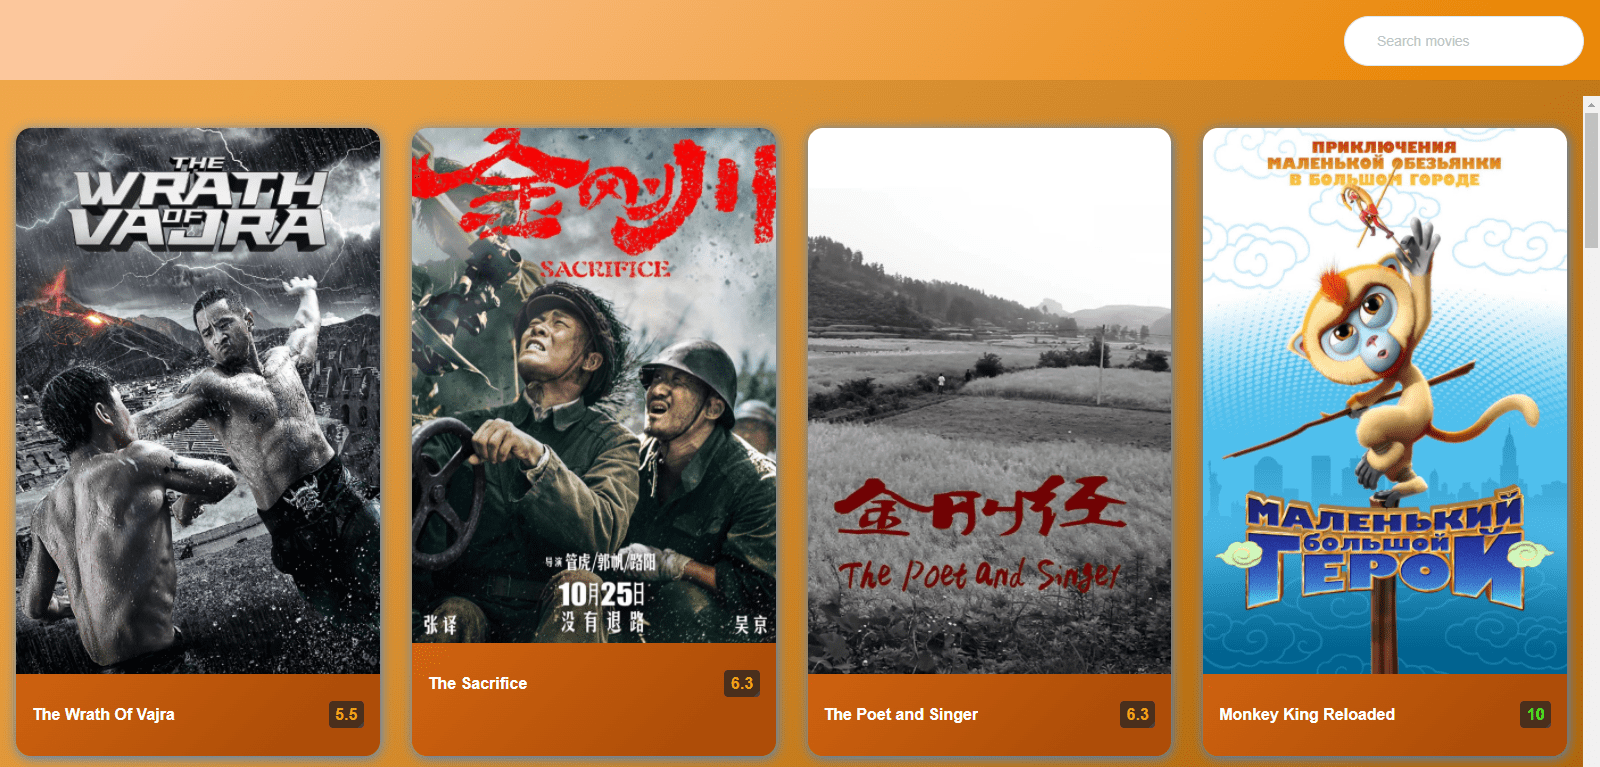 Search movies
THE
WRATH
OF
VAJRA
The Wrath Of Vajra
5.5
金刚川
SACRIFICE
导演 管虎/郭帆/路阳
10月25日
没有退路
张译
吴京
The Sacrifice
6.3
金刚经
The Poet and Singer
The Poet and Singer
6.3
ПРИКЛЮЧЕНИЯ
МАЛЕНЬКОЙ ОБЕЗЬЯНКИ
В БОЛЬШОМ ГОРОДЕ
МАЛЕНЬКИЙ
БОЛЬШОЙ
ГЕРОЙ
Monkey King Reloaded
10